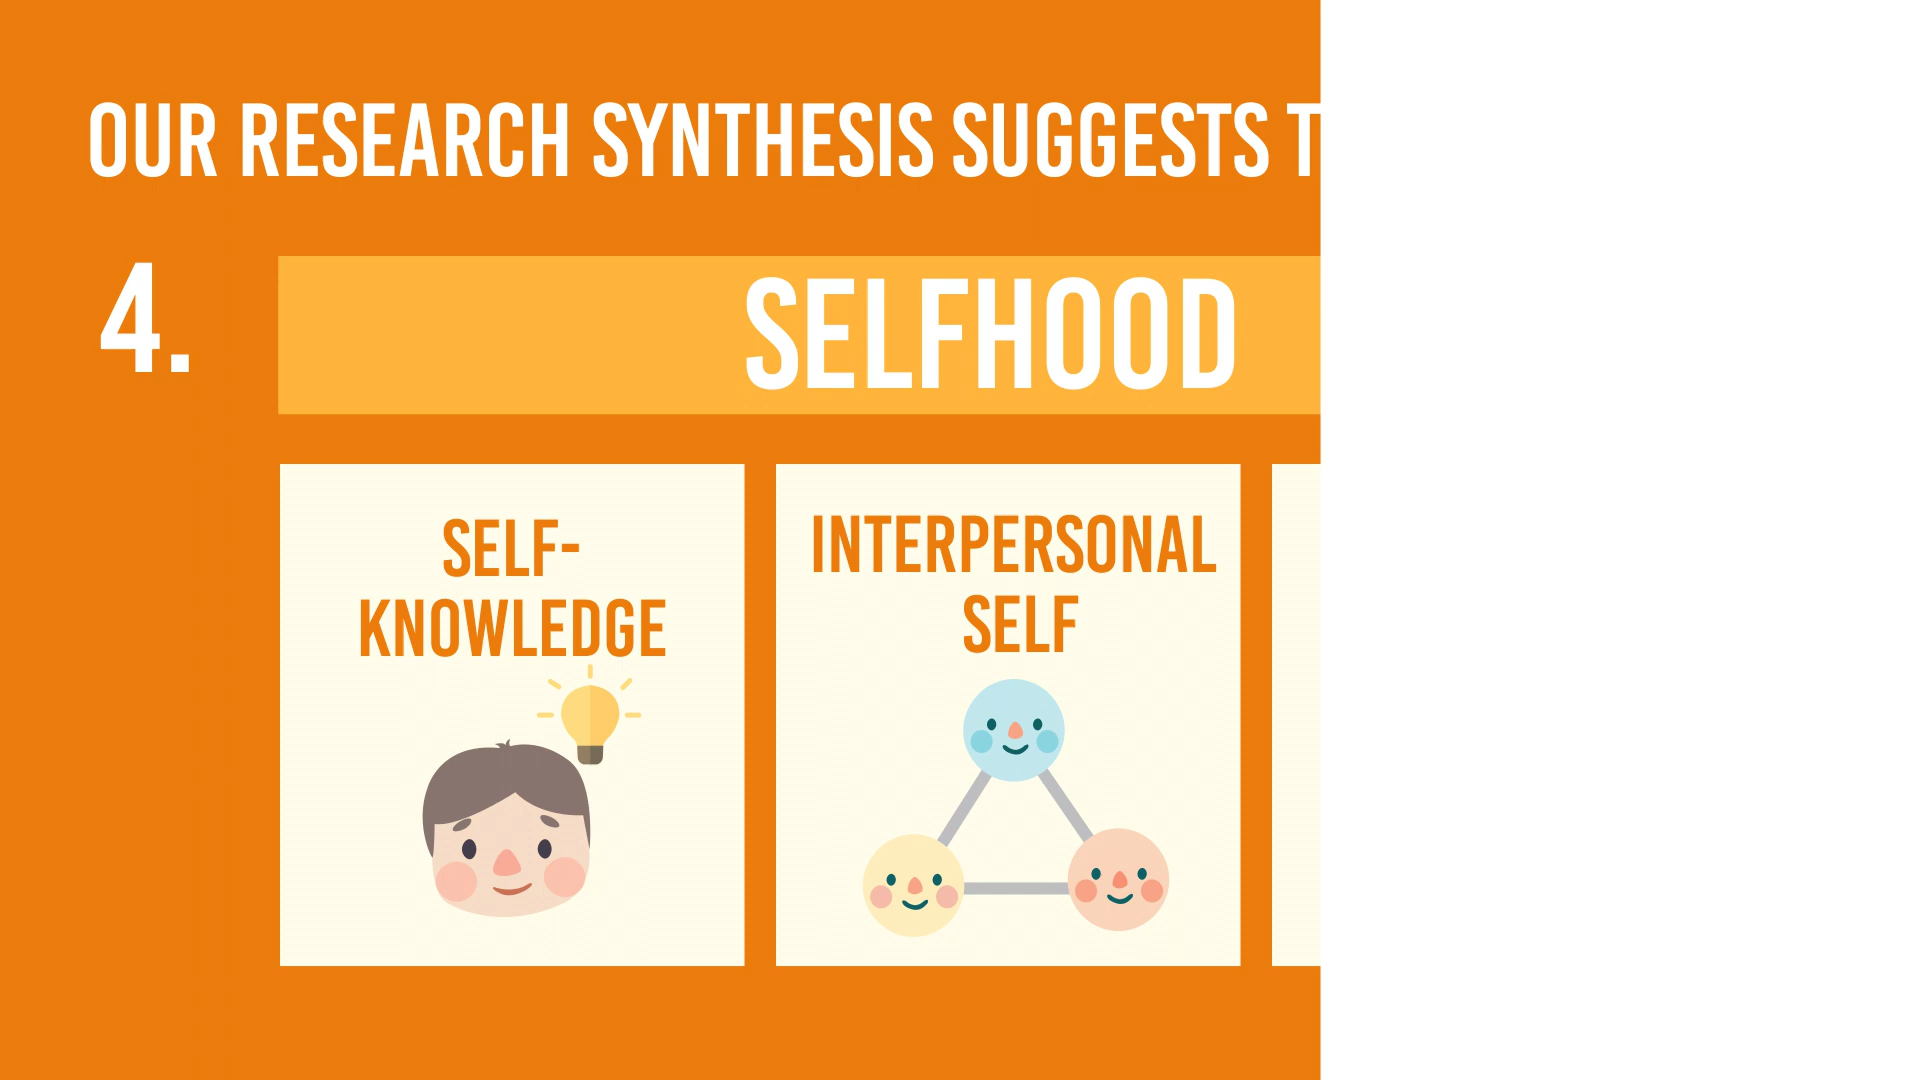 OUR RESEARCH SYNTHESIS SUGGESTS
4.
SELFHOOD
SELF-
KNOWLEDGE
INTERPERSONAL
SELF